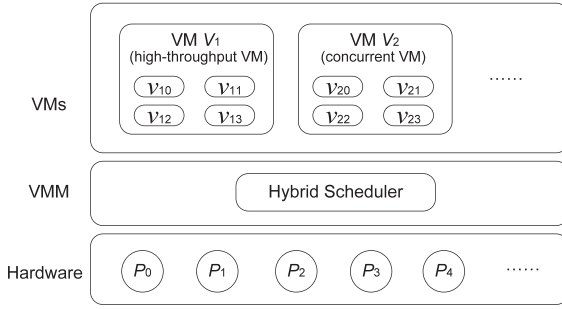 VM V1
(high-throughput VM)
v10 v11
v12 v13
VM V2
(concurrent VM)
v20 v21
v22 v23
......
VMs
VMM
Hybrid Scheduler
Hardware
P0 P1 P2 P3 P4 ......